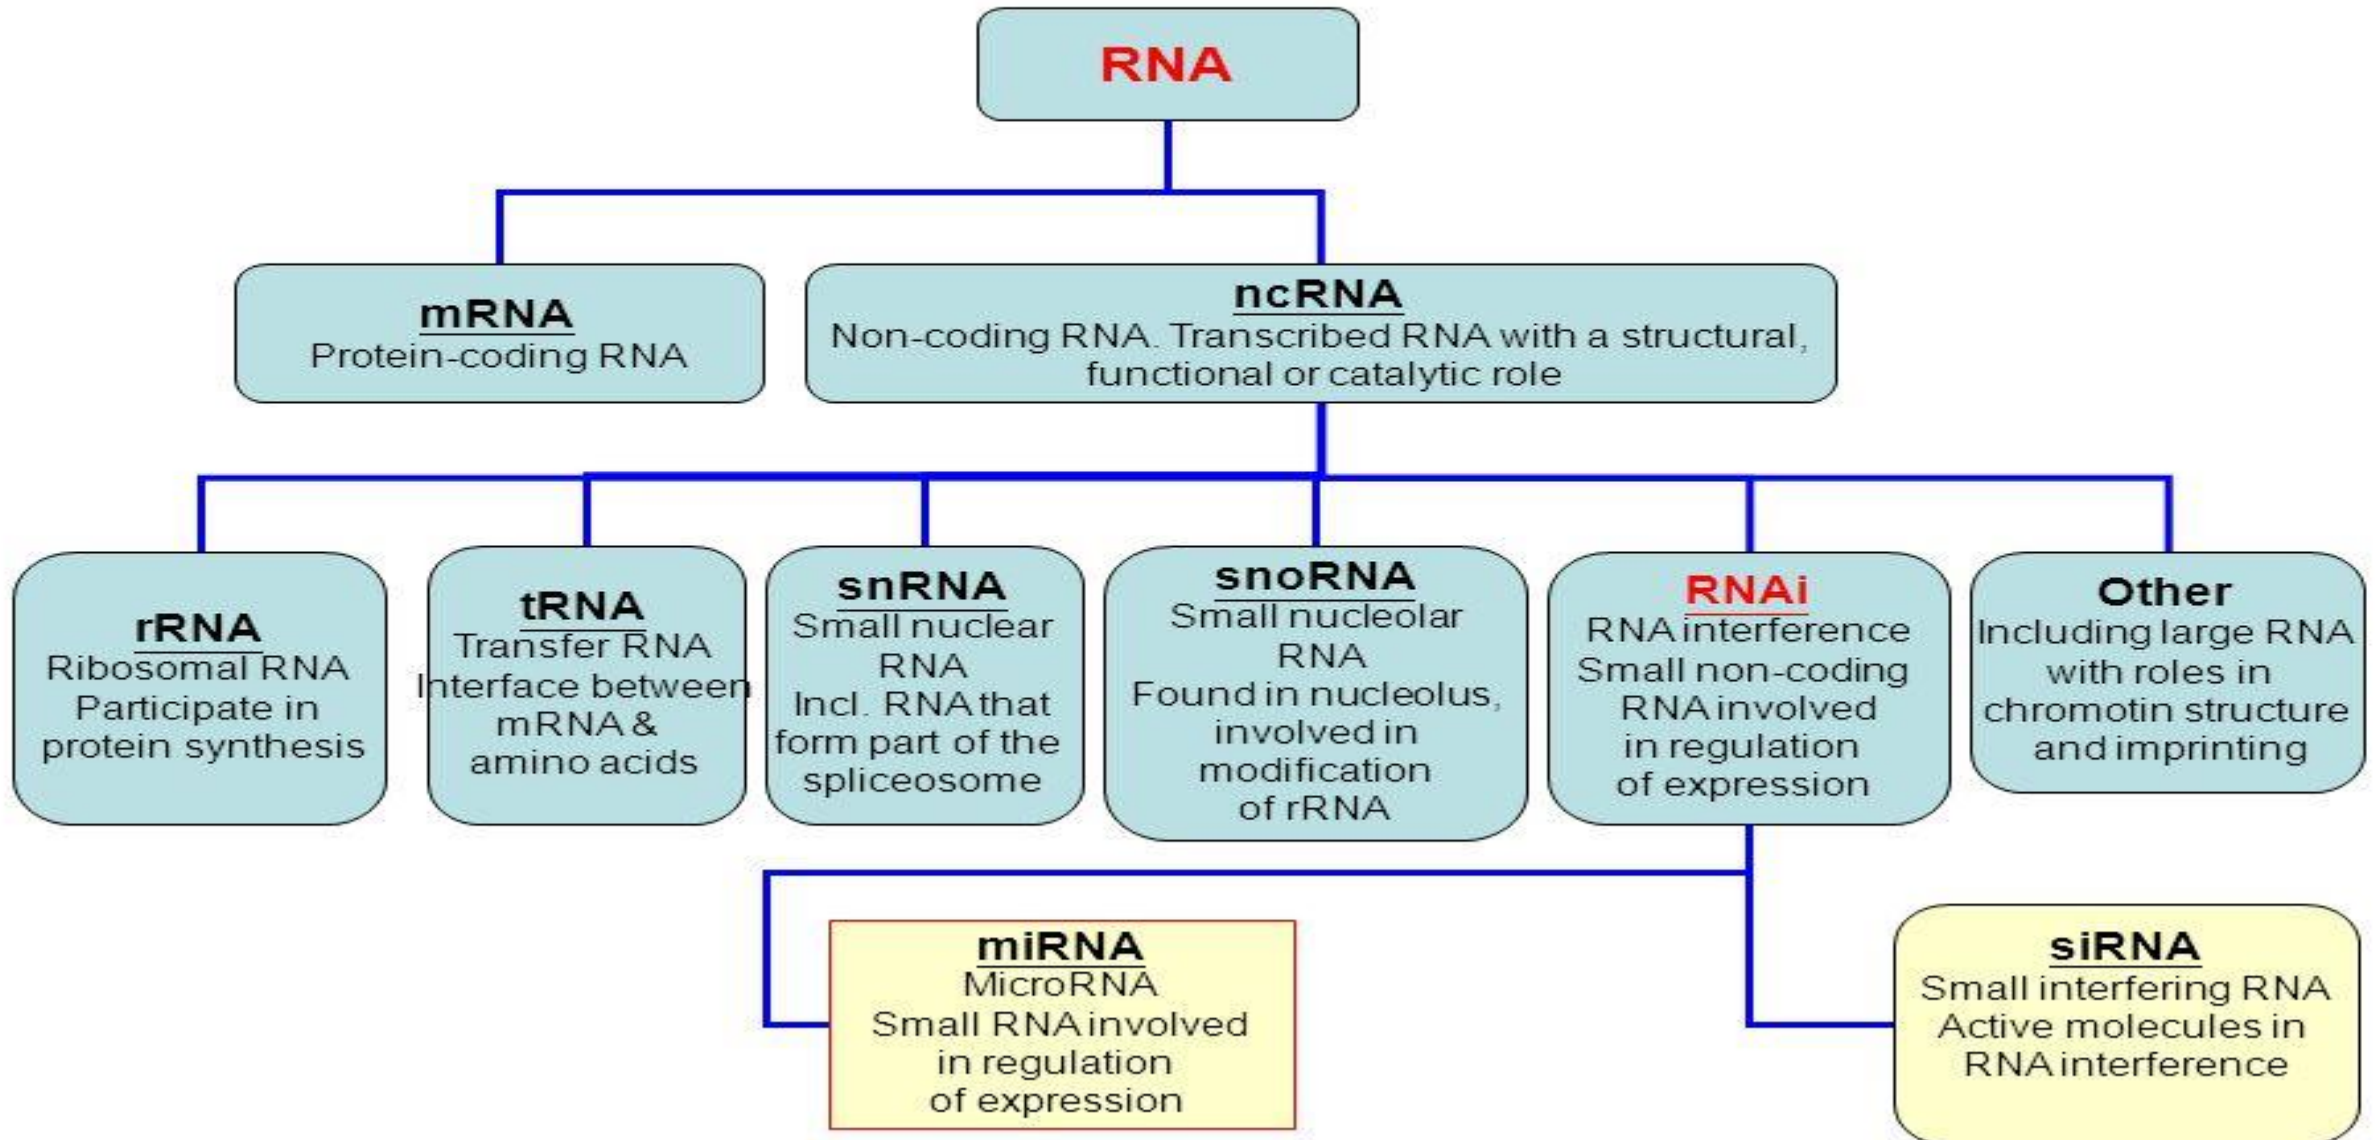 RNA
mRNA
Protein-coding RNA
ncRNA
Non-coding RNA. Transcribed RNA with a structural,
functional or catalytic role
rRNA
Ribosomal RNA
Participate in
protein synthesis
tRNA
Transfer RNA
Interface between
mRNA &
amino acids
snRNA
Small nuclear
RNA
Incl. RNA that
form part of the
spliceosome
snoRNA
Small nucleolar
RNA
Found in nucleolus,
involved in
modification
of rRNA
RNAi
RNA interference
Small non-coding
RNA involved
in regulation
of expression
Other
Including large RNA
with roles in
chromotin structure
and imprinting
miRNA
MicroRNA
Small RNA involved
in regulation
of expression
siRNA
Small interfering RNA
Active molecules in
RNA interference